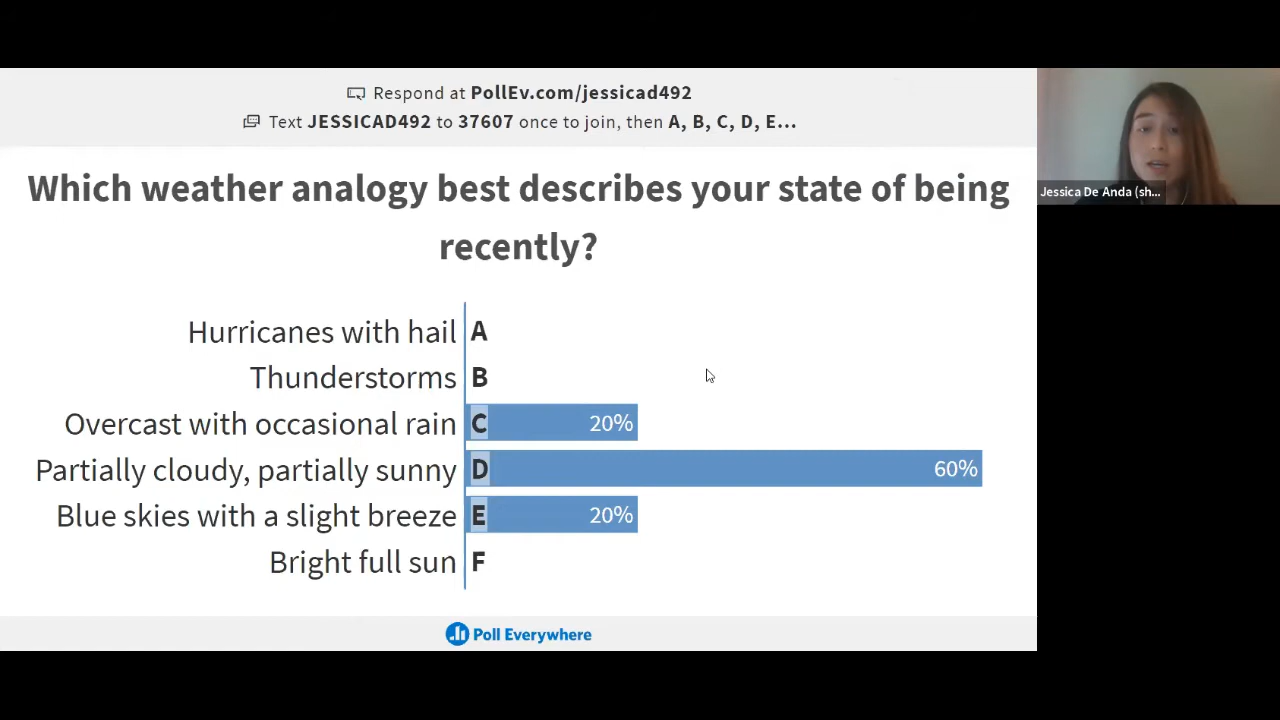 Respond at PollEv.com/jessicad492
Text JESSICAD492 to 37607 once to join, then A, B, C, D, E...
Which weather analogy best describes your state of being
recently?
Jessica De Anda (sh...
Hurricanes with hail A
Thunderstorms B
Overcast with occasional rain C 20%
Partially cloudy, partially sunny D 60%
Blue skies with a slight breeze E 20%
Bright full sun F
Poll Everywhere